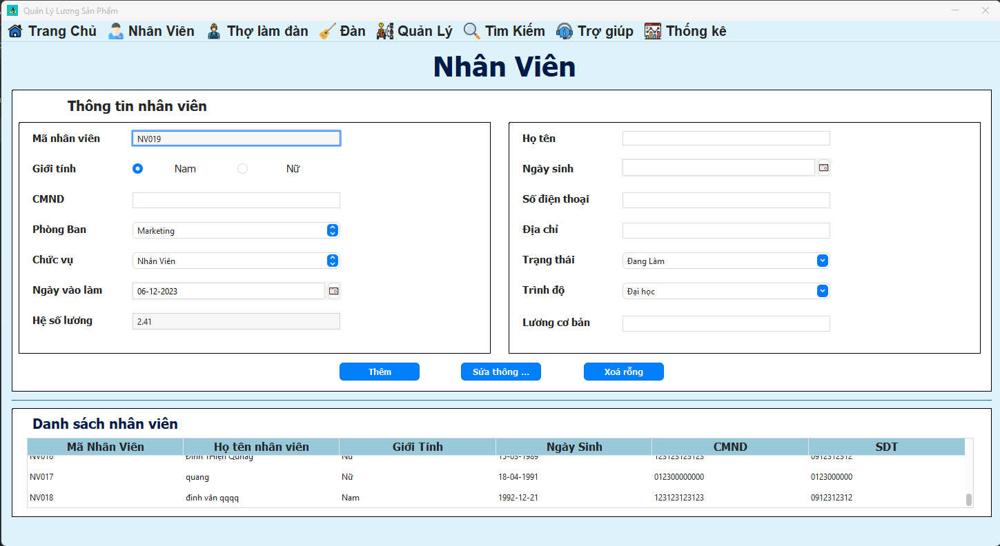 Quản Lý Lương Sản Phẩm
Trang Chủ Nhân Viên Thợ làm đàn Đàn Quản Lý Tìm Kiếm Trợ giúp Thống kê
Nhân Viên
Thông tin nhân viên
Mã nhân viên NV019
Giới tính Nam Nữ
CMND
Phòng Ban Marketing
Chức vụ Nhân Viên
Ngày vào làm 06-12-2023
Hệ số lương 2.41
Họ tên
Ngày sinh
Số điện thoại
Địa chỉ
Trạng thái Đang Làm
Trình độ Đại học
Lương cơ bản
Thêm Sửa thông ... Xoá rỗng
Danh sách nhân viên
Mã Nhân Viên Họ tên nhân viên Giới Tính Ngày Sinh CMND SDT
NV016 Nữ 15-03-1989 123123123123 0912312312
NV017 quang Nữ 18-04-1991 012300000000 0123000000
NV018 đinh văn qqqq Nam 1992-12-21 123123123123 0912312312